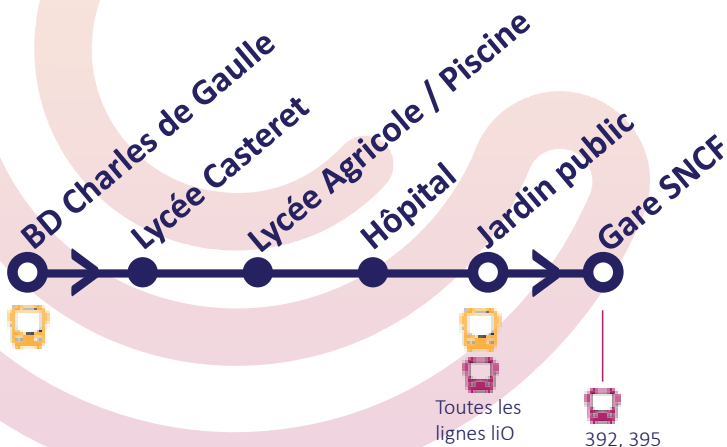 BD Charles de Gaulle
Lycée Casteret
Lycée Agricole / Piscine
Hôpital
Jardin public
Gare SNCF
Toutes les
lignes liO
392, 395